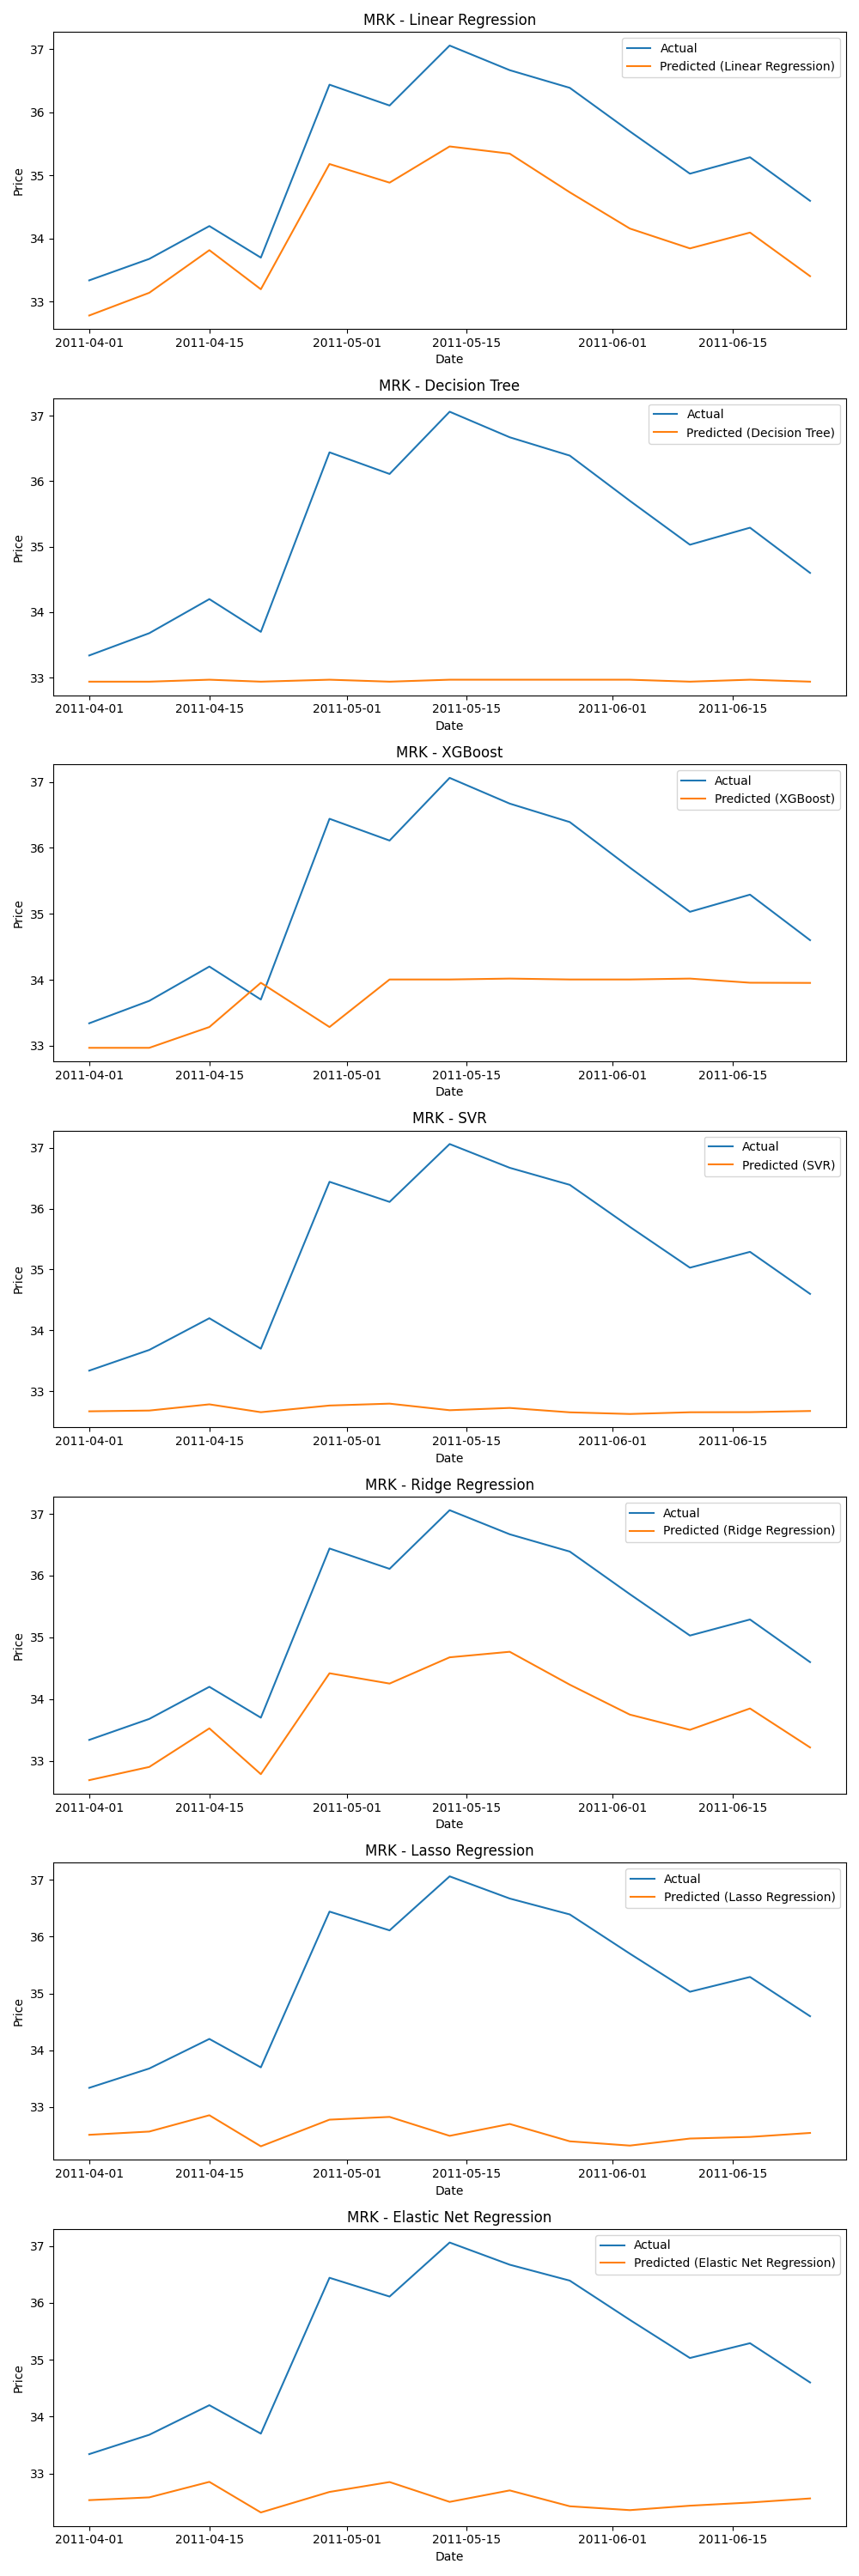 MRK - Linear Regression
Actual
Predicted (Linear Regression)
37
36
35
34
33
Price
2011-04-01 2011-04-15 2011-05-01 2011-05-15 2011-06-01 2011-06-15
Date
MRK - Decision Tree
Actual
Predicted (Decision Tree)
37
36
35
34
33
Price
2011-04-01 2011-04-15 2011-05-01 2011-05-15 2011-06-01 2011-06-15
Date
MRK - XGBoost
Actual
Predicted (XGBoost)
37
36
35
34
33
Price
2011-04-01 2011-04-15 2011-05-01 2011-05-15 2011-06-01 2011-06-15
Date
MRK - SVR
Actual
Predicted (SVR)
37
36
35
34
33
Price
2011-04-01 2011-04-15 2011-05-01 2011-05-15 2011-06-01 2011-06-15
Date
MRK - Ridge Regression
Actual
Predicted (Ridge Regression)
37
36
35
34
33
Price
2011-04-01 2011-04-15 2011-05-01 2011-05-15 2011-06-01 2011-06-15
Date
MRK - Lasso Regression
Actual
Predicted (Lasso Regression)
37
36
35
34
33
Price
2011-04-01 2011-04-15 2011-05-01 2011-05-15 2011-06-01 2011-06-15
Date
MRK - Elastic Net Regression
Actual
Predicted (Elastic Net Regression)
37
36
35
34
33
Price
2011-04-01 2011-04-15 2011-05-01 2011-05-15 2011-06-01 2011-06-15
Date